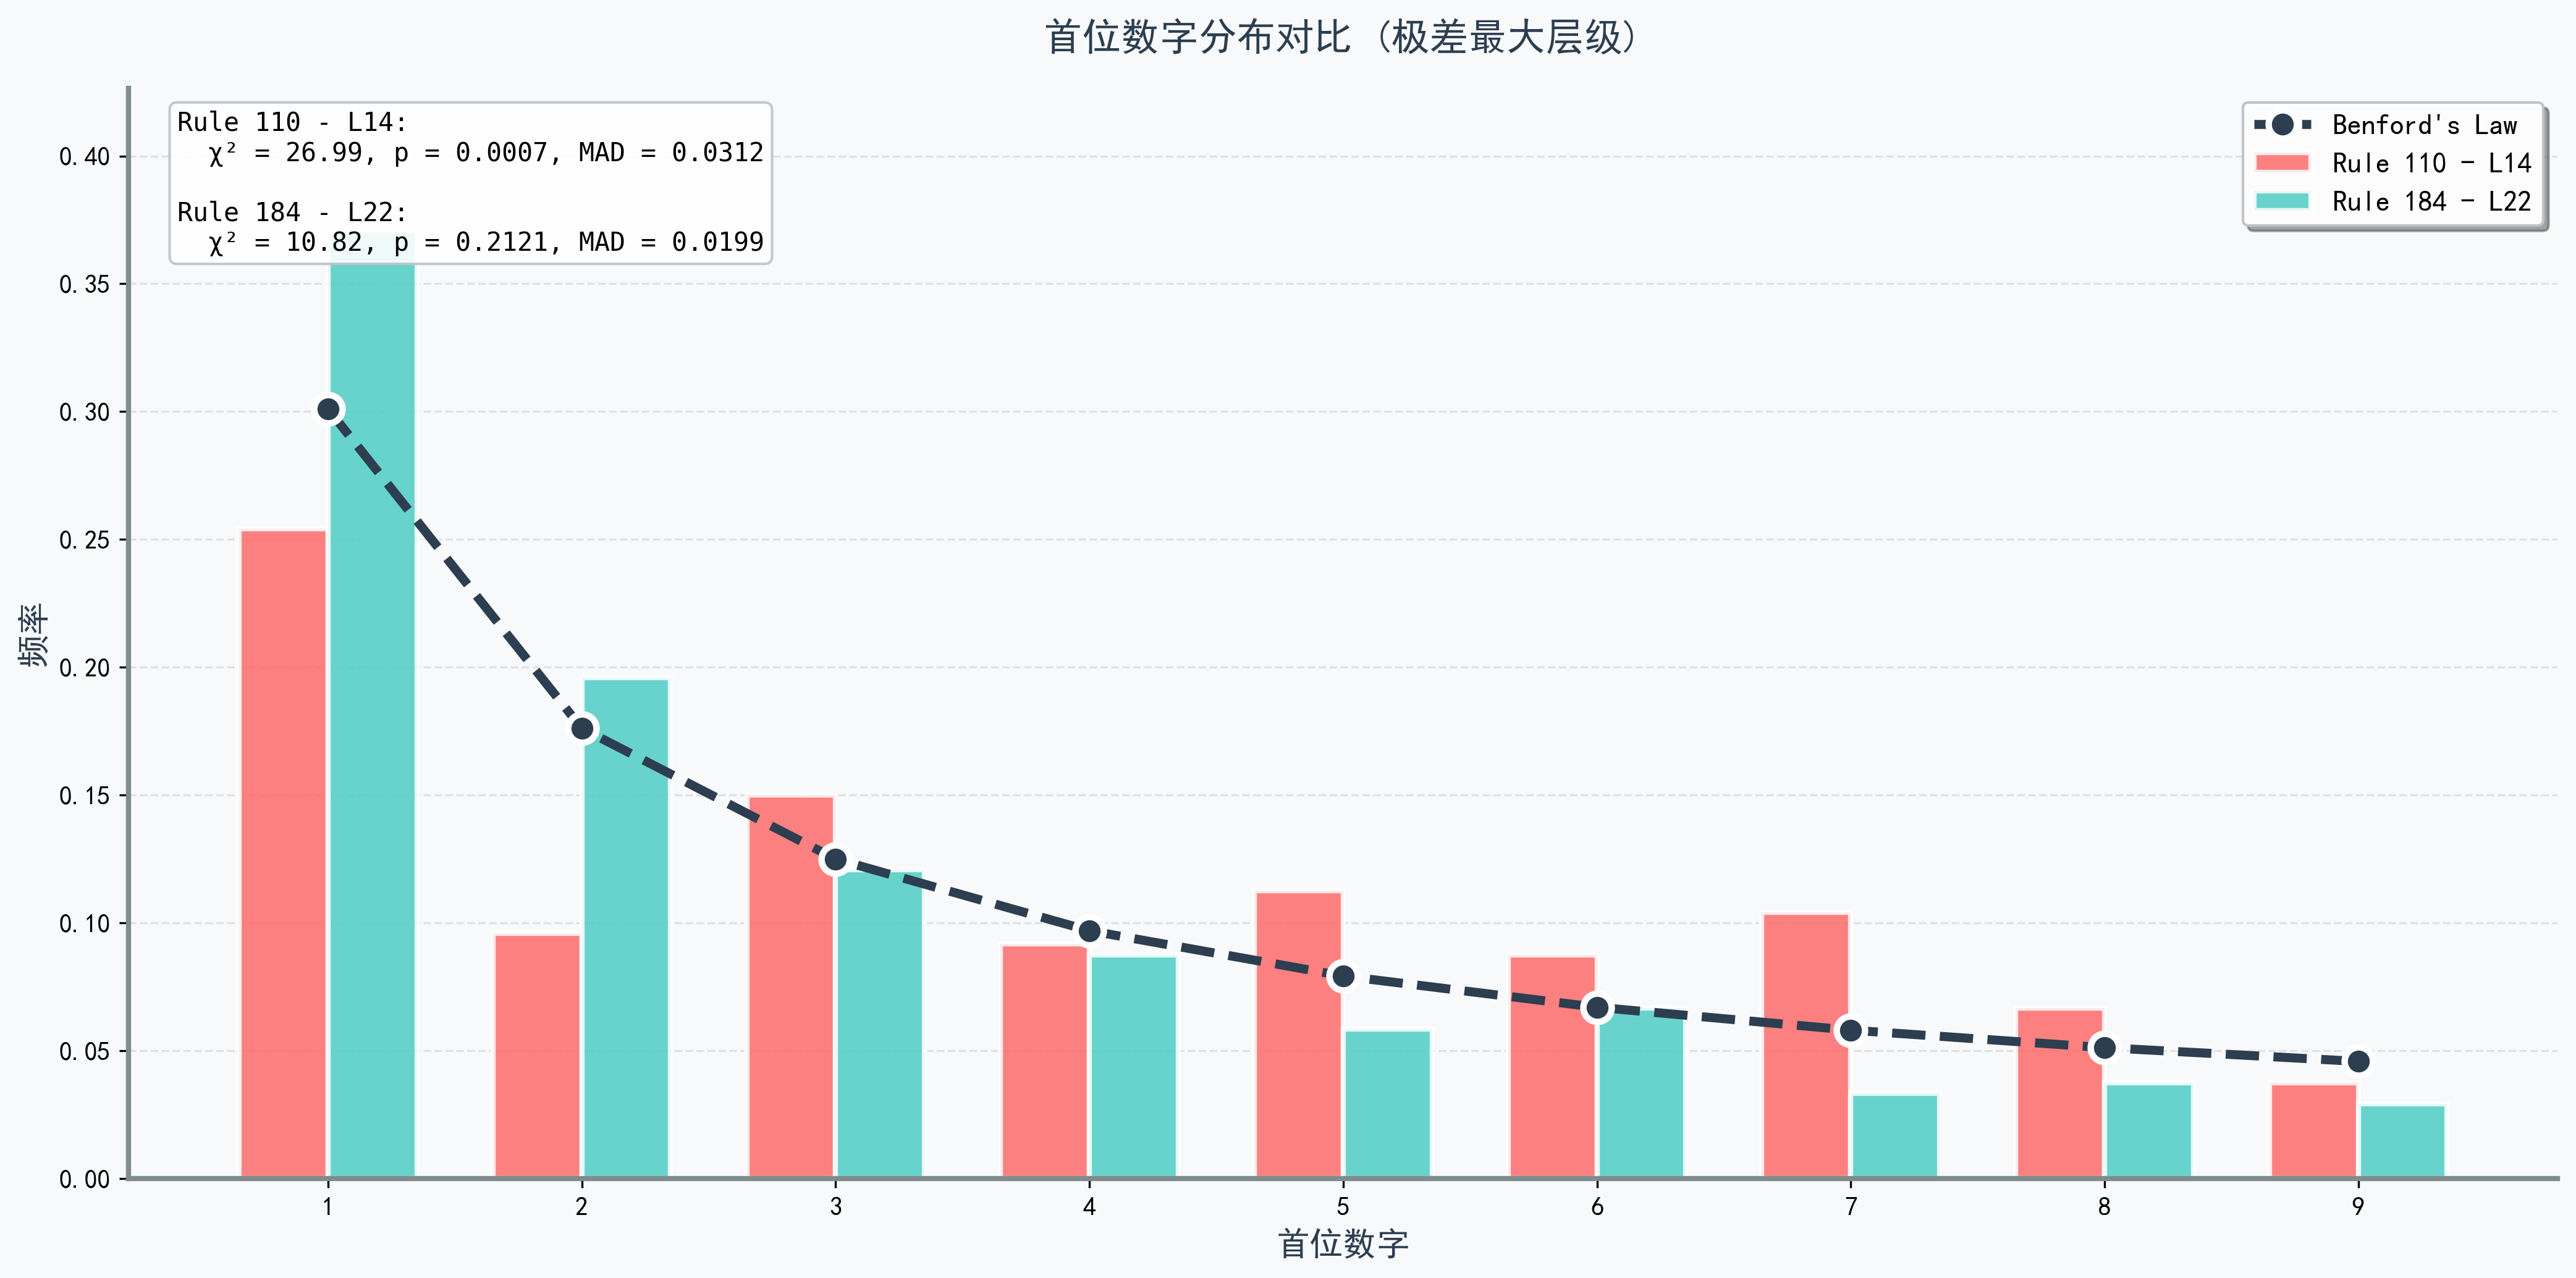 首位数字分布对比（极差最大层级）
Rule 110 - L14:
χ² = 26.99, p = 0.0007, MAD = 0.0312
Rule 184 - L22:
χ² = 10.82, p = 0.2121, MAD = 0.0199
Benford's Law
Rule 110 - L14
Rule 184 - L22
频率
0.40
0.35
0.30
0.25
0.20
0.15
0.10
0.05
0.00
1 2 3 4 5 6 7 8 9
首位数字